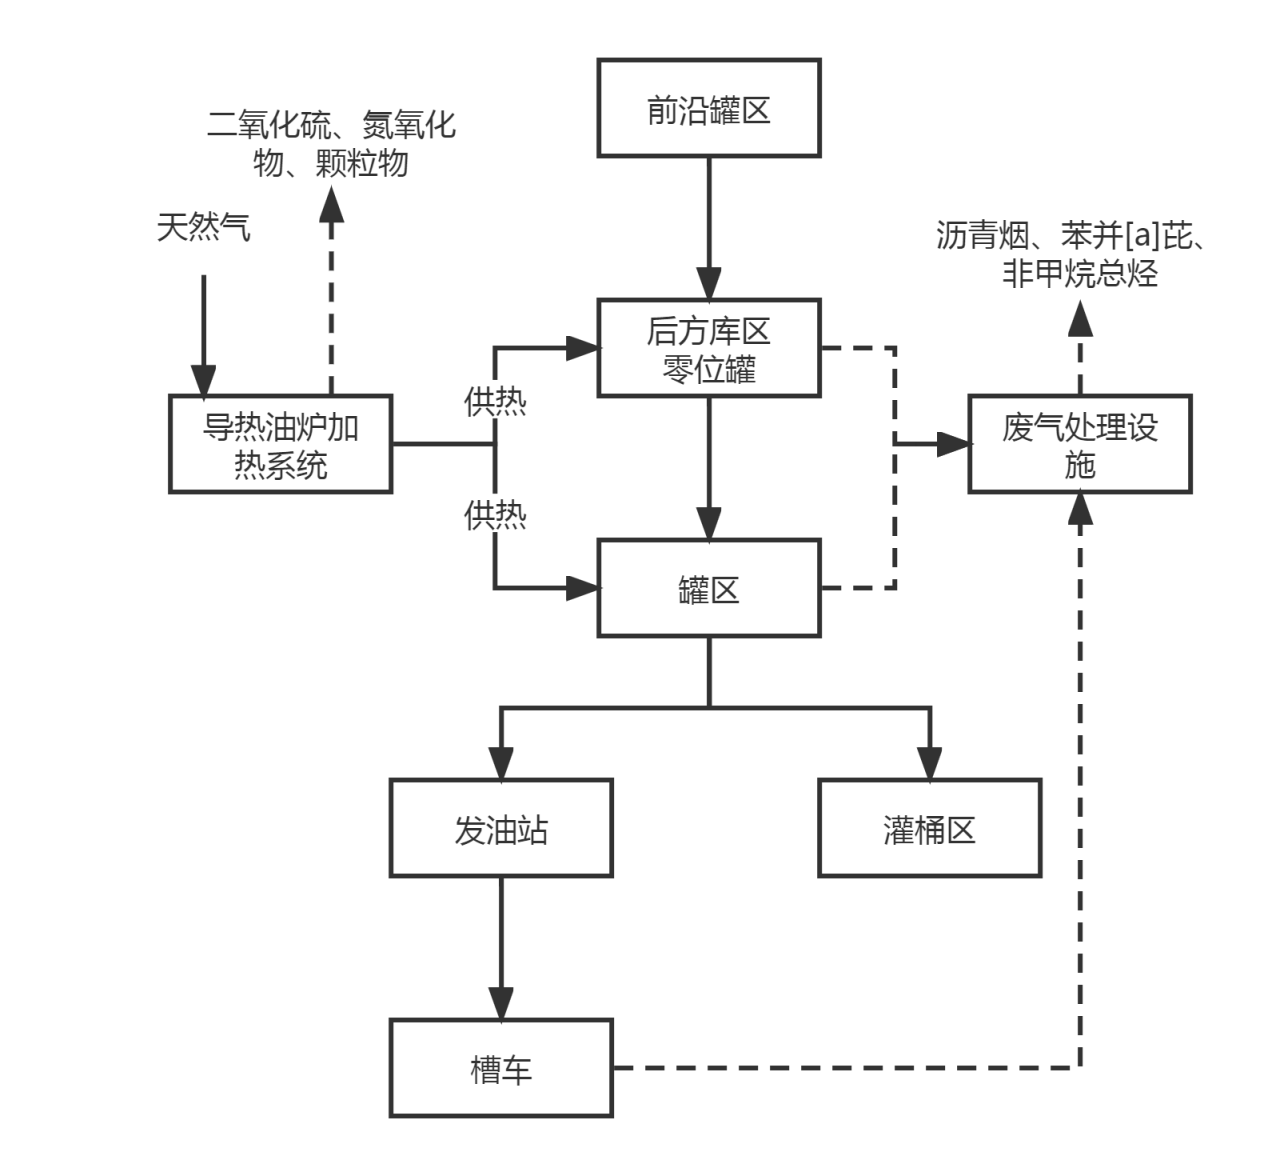 前沿罐区
二氧化硫、氮氧化
物、颗粒物
天然气
沥青烟、苯并[a]芘、
非甲烷总烃
后方库区
零位罐
供热
导热油炉加
热系统
废气处理设
施
供热
罐区
发油站
灌桶区
槽车